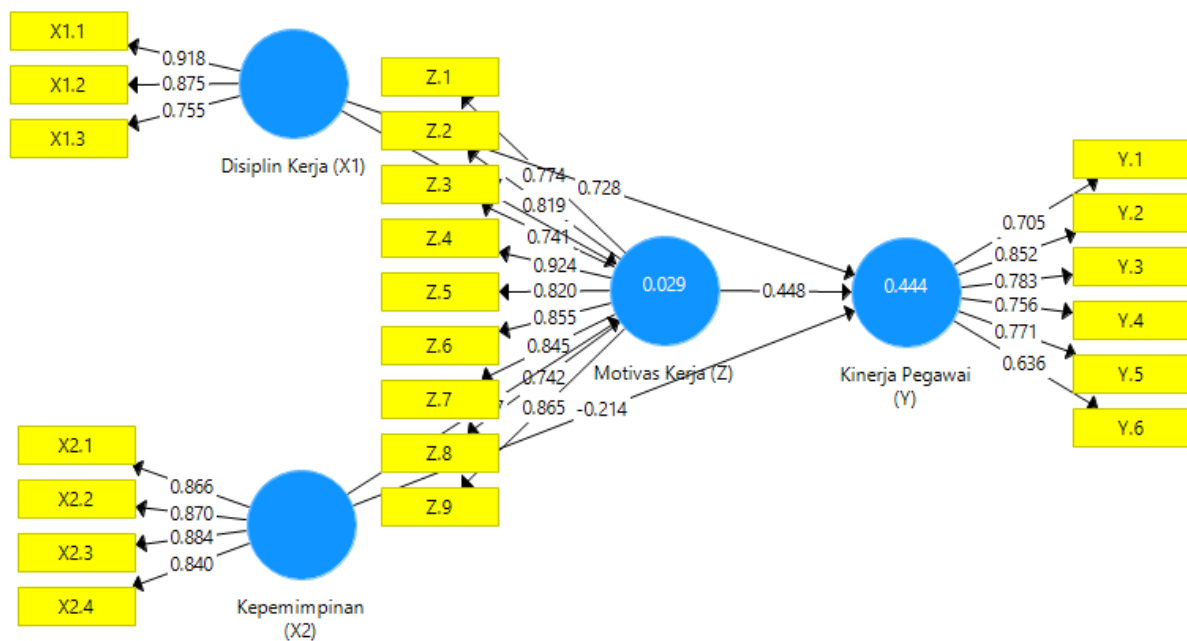 X1.1
X1.2
X1.3
0.918
0.875
0.755
Disiplin Kerja (X1)
Z.1
Z.2
Z.3
Z.4
Z.5
Z.6
Z.7
Z.8
Z.9
0.774
0.819
0.741
0.924
0.820
0.855
0.845
0.742
0.865
0.728
0.029
Motivas Kerja (Z)
0.448
-0.214
0.444
Kinerja Pegawai
(Y)
0.705
0.852
0.783
0.756
0.771
0.636
Y.1
Y.2
Y.3
Y.4
Y.5
Y.6
X2.1
X2.2
X2.3
X2.4
0.866
0.870
0.884
0.840
Kepemimpinan
(X2)